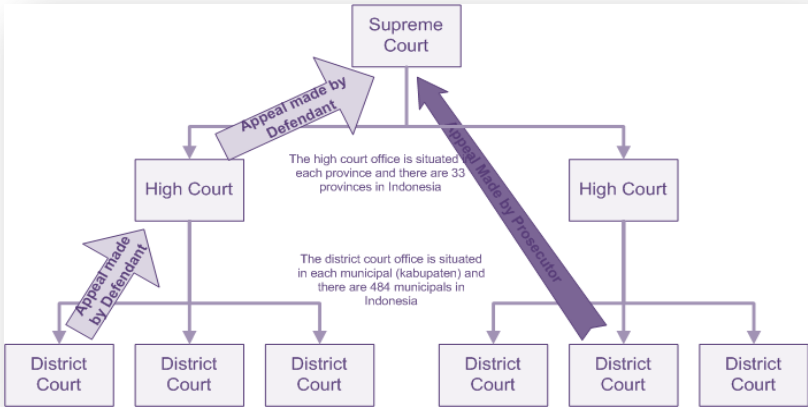 Supreme
Court
Appeal made by
Defendant
Appeal Made by Prosecutor
The high court office is situated in
each province and there are 33
provinces in Indonesia
High Court
High Court
Appeal made
by Defendant
The district court office is situated
in each municipal (kabupaten) and
there are 484 municipals in
Indonesia
District
Court
District
Court
District
Court
District
Court
District
Court
District
Court